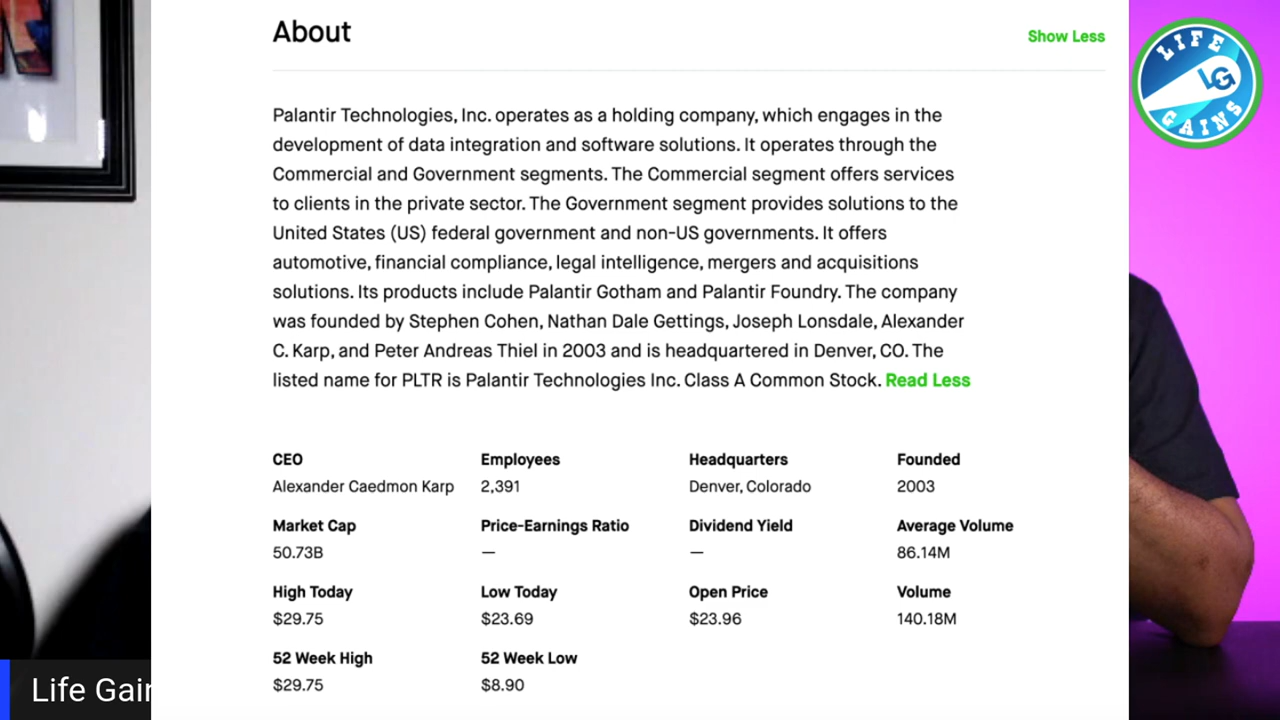 About
Show Less
LIFE
LG
GAINS
Palantir Technologies, Inc. operates as a holding company, which engages in the
development of data integration and software solutions. It operates through the
Commercial and Government segments. The Commercial segment offers services
to clients in the private sector. The Government segment provides solutions to the
United States (US) federal government and non-US governments. It offers
automotive, financial compliance, legal intelligence, mergers and acquisitions
solutions. Its products include Palantir Gotham and Palantir Foundry. The company
was founded by Stephen Cohen, Nathan Dale Gettings, Joseph Lonsdale, Alexander
C. Karp, and Peter Andreas Thiel in 2003 and is headquartered in Denver, CO. The
listed name for PLTR is Palantir Technologies Inc. Class A Common Stock. Read Less
CEO Employees Headquarters Founded
Alexander Caedmon Karp 2,391 Denver, Colorado 2003
Market Cap Price-Earnings Ratio Dividend Yield Average Volume
50.73B — — 86.14M
High Today Low Today Open Price Volume
$29.75 $23.69 $23.96 140.18M
52 Week High 52 Week Low
$29.75 $8.90
Life Gain